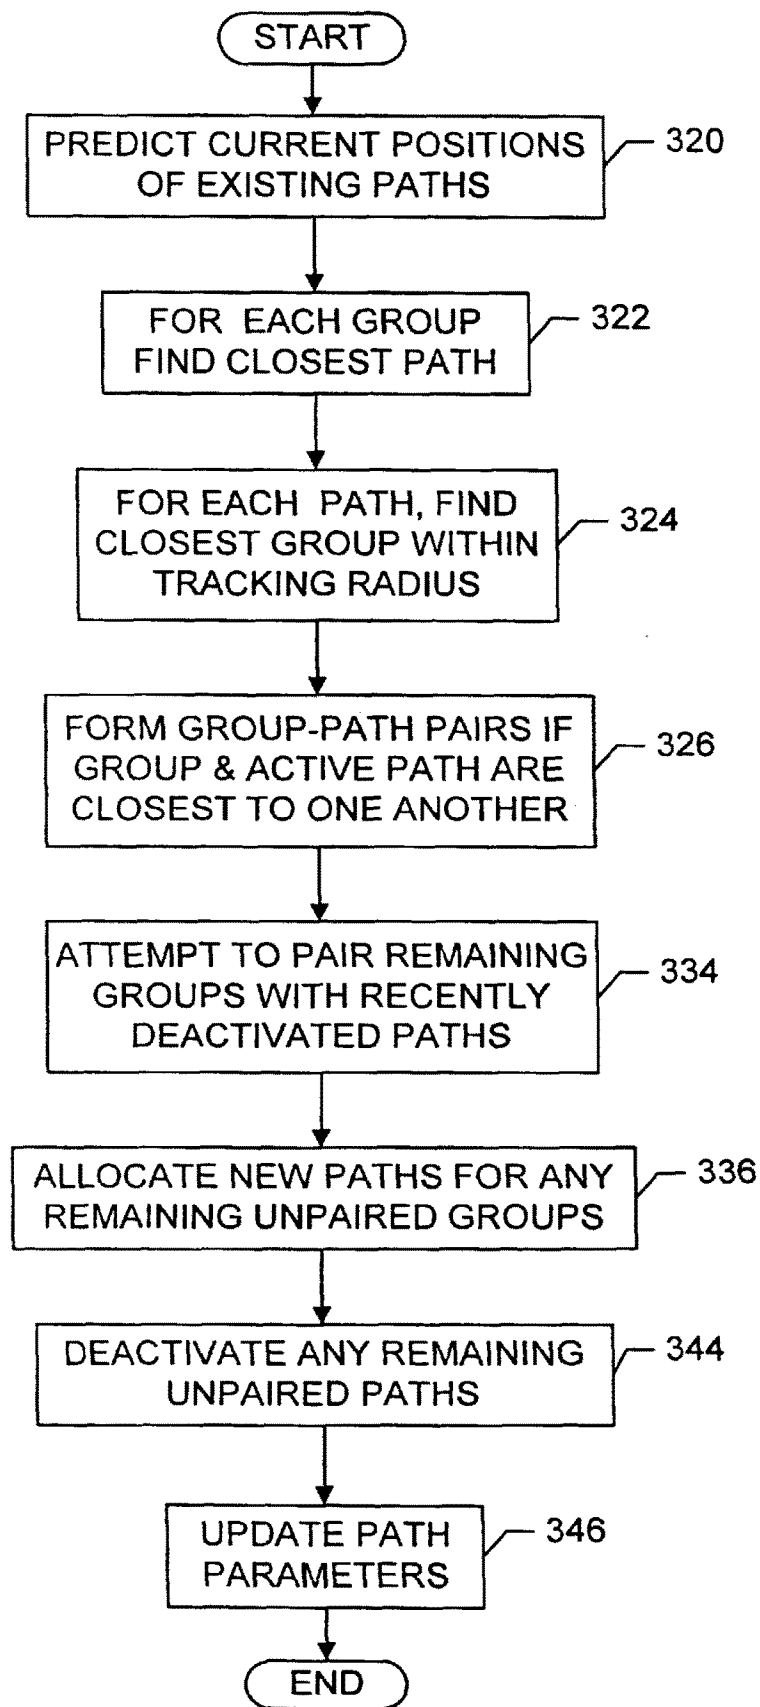 START
PREDICT CURRENT POSITIONS
OF EXISTING PATHS
320
FOR EACH GROUP
FIND CLOSEST PATH
322
FOR EACH PATH, FIND
CLOSEST GROUP WITHIN
TRACKING RADIUS
324
FORM GROUP-PATH PAIRS IF
GROUP & ACTIVE PATH ARE
CLOSEST TO ONE ANOTHER
326
ATTEMPT TO PAIR REMAINING
GROUPS WITH RECENTLY
DEACTIVATED PATHS
334
ALLOCATE NEW PATHS FOR ANY
REMAINING UNPAIRED GROUPS
336
DEACTIVATE ANY REMAINING
UNPAIRED PATHS
344
UPDATE PATH
PARAMETERS
346
END